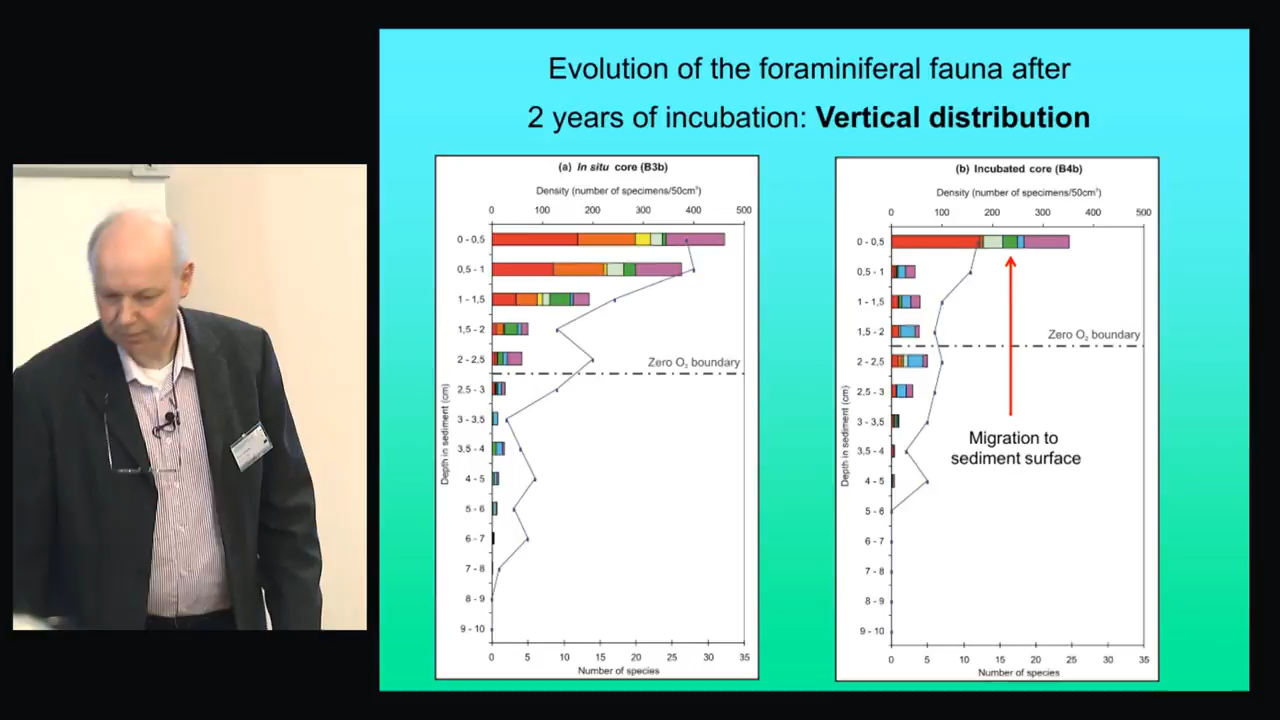 Evolution of the foraminiferal fauna after
2 years of incubation: Vertical distribution
(a) In situ core (B3b)
Density (number of specimens/50cm³)
0 100 200 300 400 500
0 - 0,5
0,5 - 1
1 - 1,5
1,5 - 2
2 - 2,5
2,5 - 3
3 - 3,5
3,5 - 4
4 - 5
5 - 6
6 - 7
7 - 8
8 - 9
9 - 10
Zero O₂ boundary
Depth in sediment (cm)
0 5 10 15 20 25 30 35
Number of species
(b) Incubated core (B4b)
Density (number of specimens/50cm³)
0 100 200 300 400 500
0 - 0,5
0,5 - 1
1 - 1,5
1,5 - 2
2 - 2,5
2,5 - 3
3 - 3,5
3,5 - 4
4 - 5
5 - 6
6 - 7
7 - 8
8 - 9
9 - 10
Zero O₂ boundary
Migration to
sediment surface
Depth in sediment (cm)
0 5 10 15 20 25 30 35
Number of species